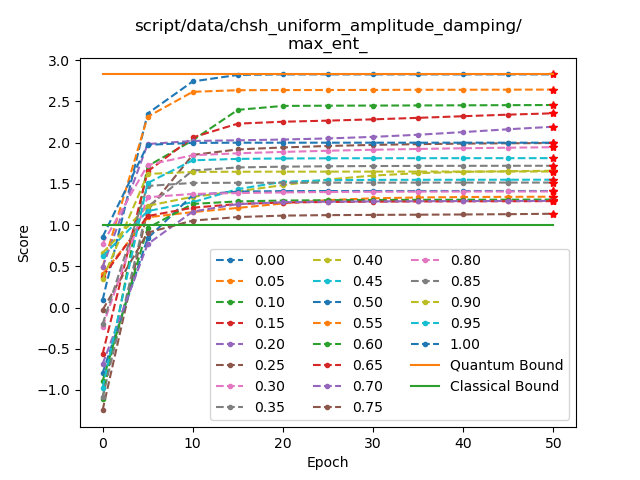 script/data/chsh_uniform_amplitude_damping/
max_ent_
Score
3.0
2.5
2.0
1.5
1.0
0.5
0.0
−0.5
−1.0
0.00 0.40 0.80
0.05 0.45 0.85
0.10 0.50 0.90
0.15 0.55 0.95
0.20 0.60 1.00
0.25 0.65 Quantum Bound
0.30 0.70 Classical Bound
0.35 0.75
0 10 20 30 40 50
Epoch